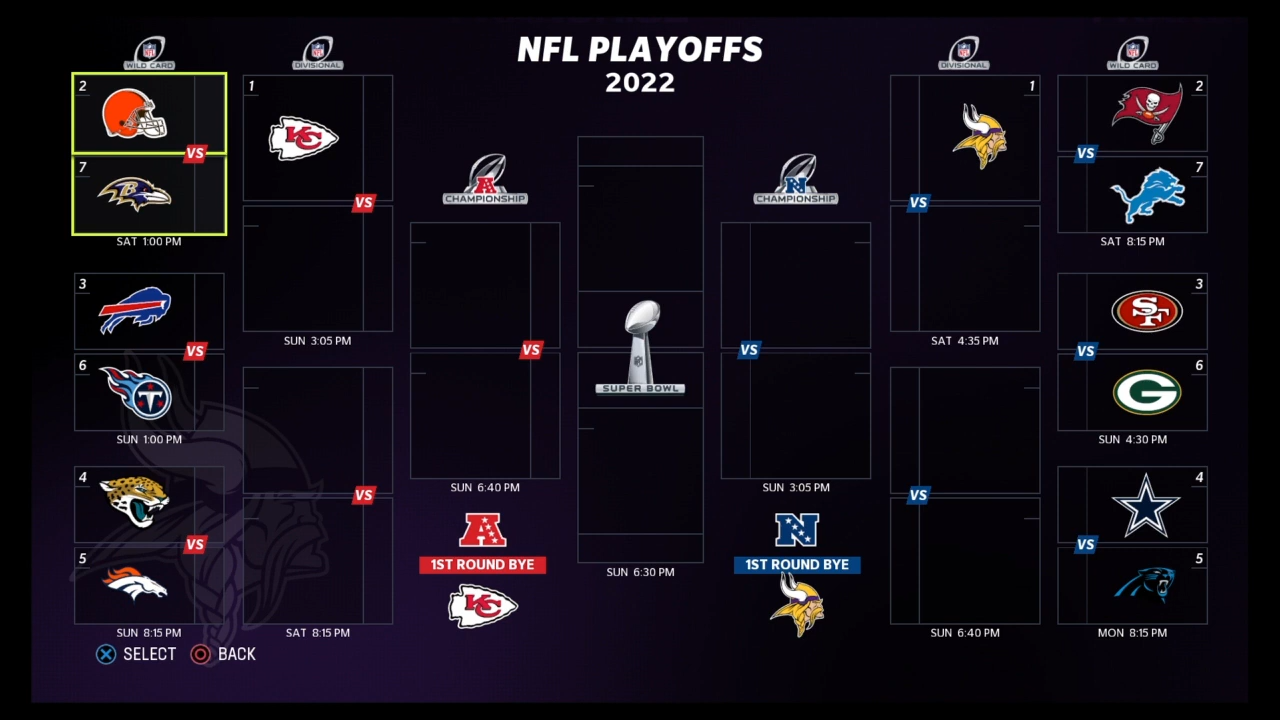 NFL PLAYOFFS
2022
WILD CARD
DIVISIONAL
DIVISIONAL
WILD CARD
2
VS
7
SAT 1:00 PM
3
VS
6
SUN 1:00 PM
4
VS
5
SUN 8:15 PM
1
KC
VS
SUN 3:05 PM
VS
SAT 8:15 PM
A
CHAMPIONSHIP
VS
SUN 6:40 PM
A
1ST ROUND BYE
KC
SUPER BOWL
SUN 6:30 PM
N
CHAMPIONSHIP
VS
SUN 3:05 PM
N
1ST ROUND BYE
1
VS
SAT 4:35 PM
VS
SUN 6:40 PM
2
VS
7
SAT 8:15 PM
3
SF
VS
6
G
SUN 4:30 PM
4
VS
5
MON 8:15 PM
SELECT
BACK